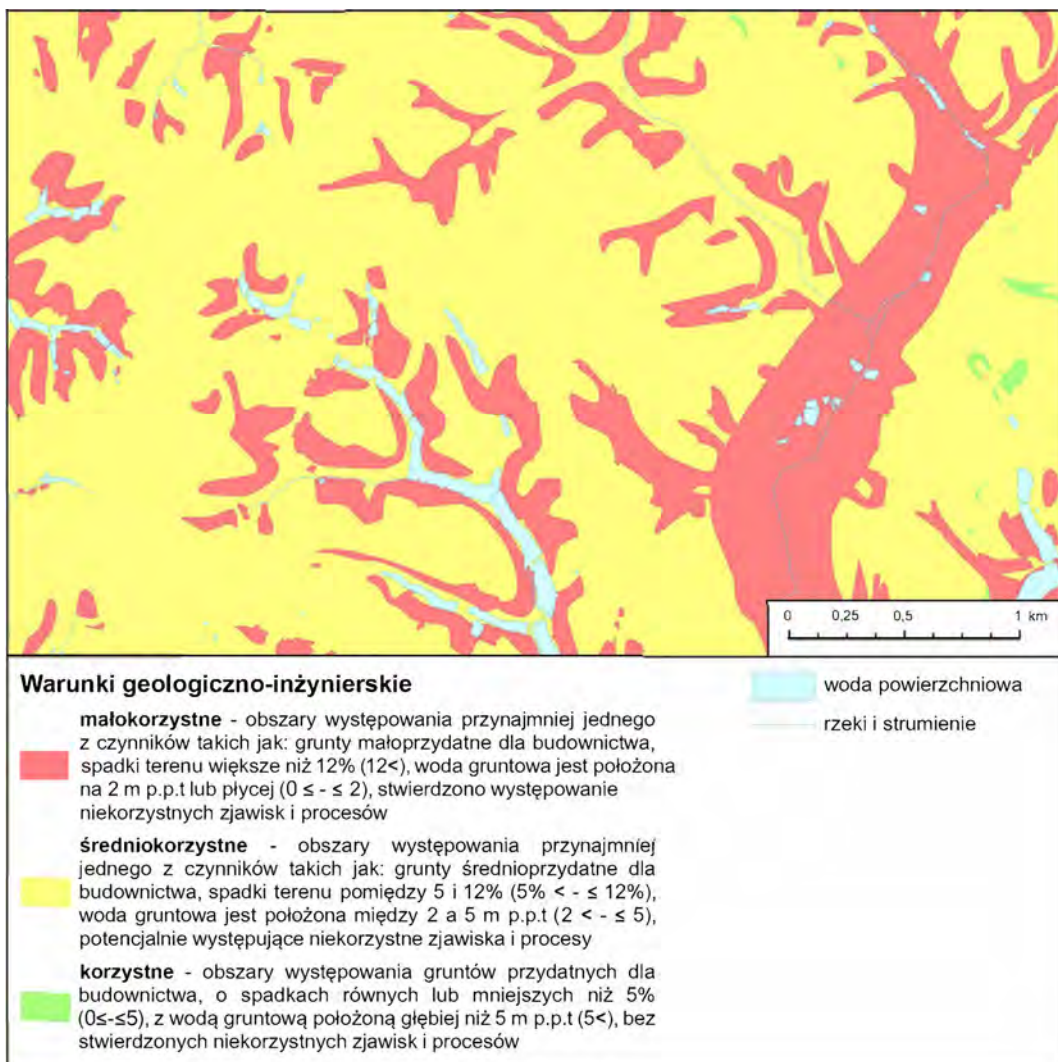 0 0,25 0,5 1 km
Warunki geologiczno-inżynierskie
małokorzystne - obszary występowania przynajmniej jednego
z czynników takich jak: grunty małoprzydatne dla budownictwa,
spadki terenu większe niż 12% (12<), woda gruntowa jest położona
na 2 m p.p.t lub płycej (0 ≤ - ≤ 2), stwierdzono występowanie
niekorzystnych zjawisk i procesów
średniokorzystne - obszary występowania przynajmniej
jednego z czynników takich jak: grunty średnioprzydatne dla
budownictwa, spadki terenu pomiędzy 5 i 12% (5% < - ≤ 12%),
woda gruntowa jest położona między 2 a 5 m p.p.t (2 < - ≤ 5),
potencjalnie występujące niekorzystne zjawiska i procesy
korzystne - obszary występowania gruntów przydatnych dla
budownictwa, o spadkach równych lub mniejszych niż 5%
(0≤-≤5), z wodą gruntową położoną głębiej niż 5 m p.p.t (5<), bez
stwierdzonych niekorzystnych zjawisk i procesów
woda powierzchniowa
rzeki i strumienie